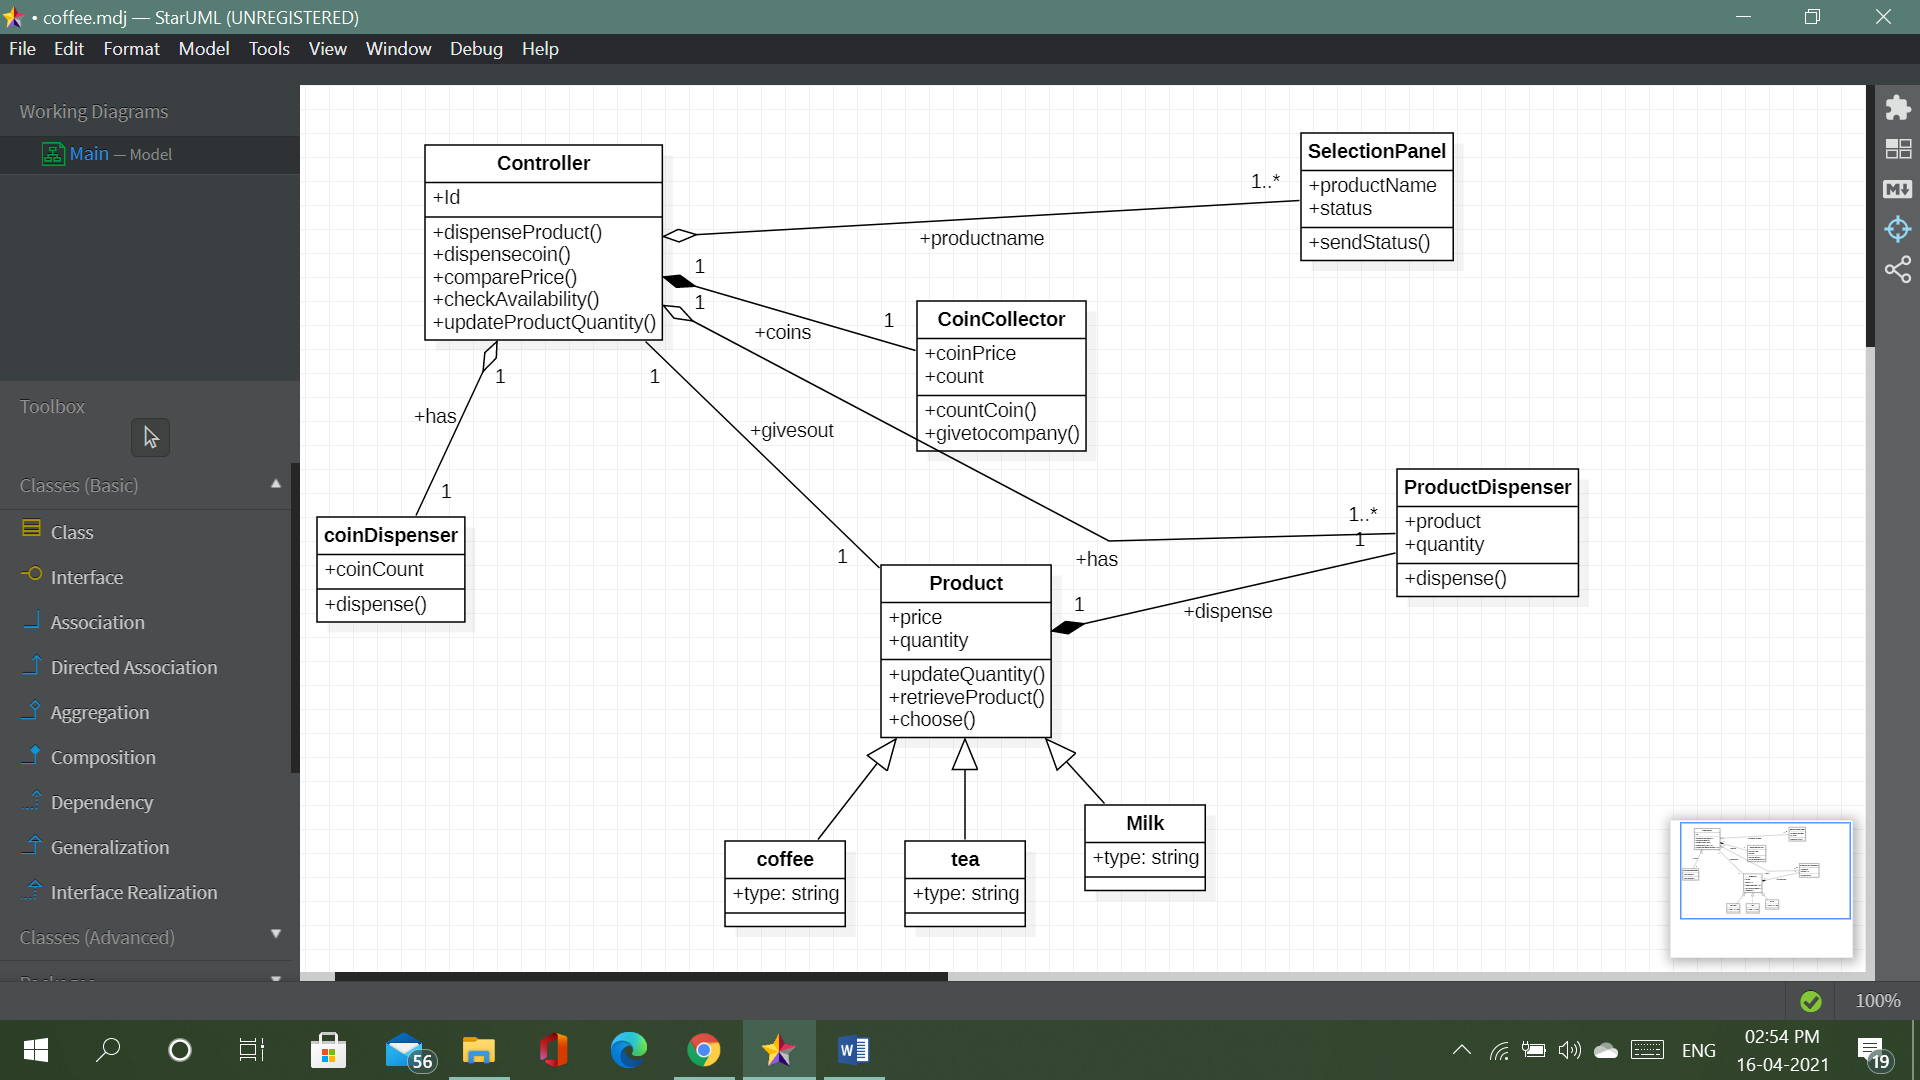 • coffee.mdj — StarUML (UNREGISTERED)
File Edit Format Model Tools View Window Debug Help
Working Diagrams
Main — Model
Toolbox
Classes (Basic)
Class
Interface
Association
Directed Association
Aggregation
Composition
Dependency
Generalization
Interface Realization
Classes (Advanced)
Packages
Controller
+Id
+dispenseProduct()
+dispensecoin()
+comparePrice()
+checkAvailability()
+updateProductQuantity()
SelectionPanel
+productName
+status
+sendStatus()
1..*
+productname
1
1
+coins
1
CoinCollector
+coinPrice
+count
+countCoin()
+givetocompany()
1
+has
1
1
+givesout
1
coinDispenser
+coinCount
+dispense()
ProductDispenser
+product
+quantity
+dispense()
1..*
1
+has
1
+dispense
Product
+price
+quantity
+updateQuantity()
+retrieveProduct()
+choose()
coffee
+type: string
tea
+type: string
Milk
+type: string
100%
56
W
ENG
02:54 PM
16-04-2021
19